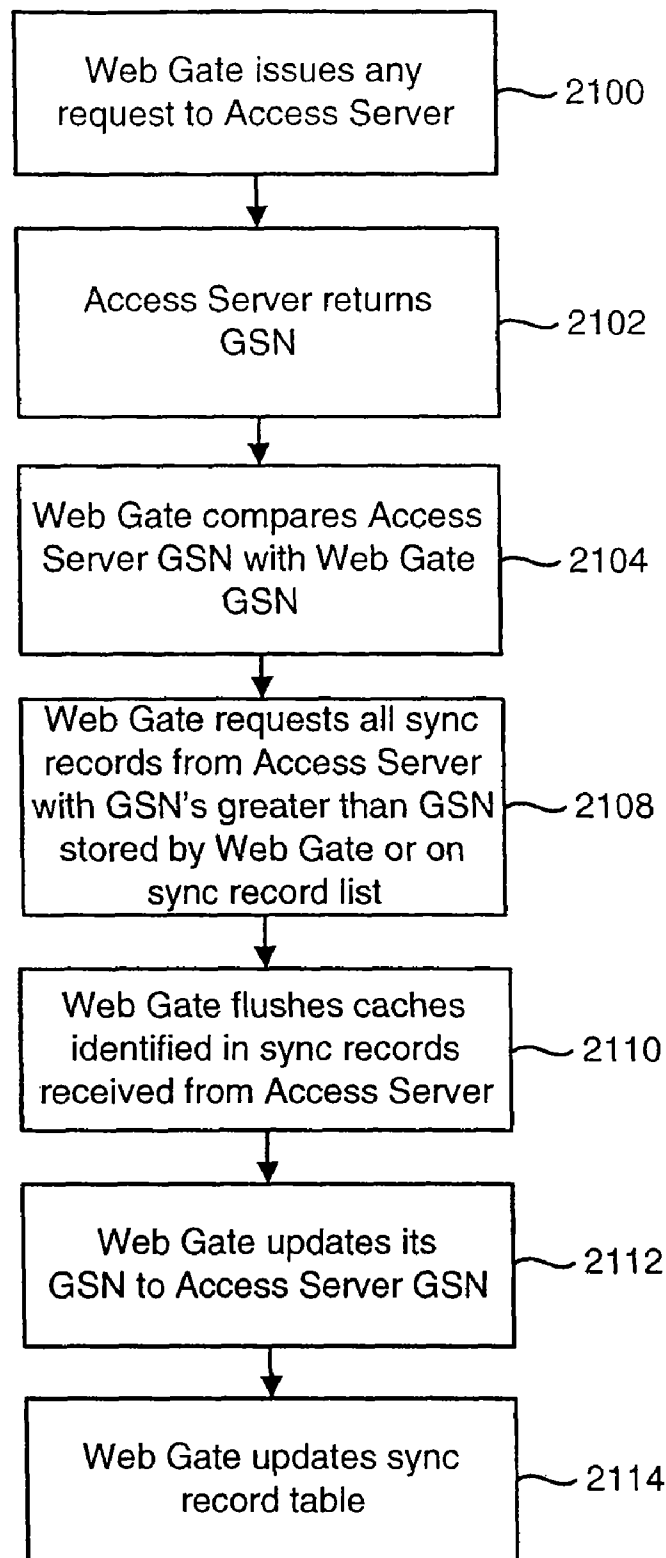 Web Gate issues any
request to Access Server
2100
Access Server returns
GSN
2102
Web Gate compares Access
Server GSN with Web Gate
GSN
2104
Web Gate requests all sync
records from Access Server
with GSN's greater than GSN
stored by Web Gate or on
sync record list
2108
Web Gate flushes caches
identified in sync records
received from Access Server
2110
Web Gate updates its
GSN to Access Server GSN
2112
Web Gate updates sync
record table
2114